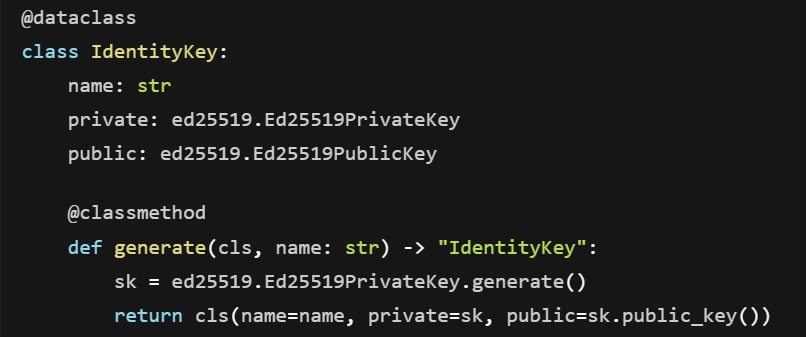 @dataclass
class IdentityKey:
    name: str
    private: ed25519.Ed25519PrivateKey
    public: ed25519.Ed25519PublicKey

    @classmethod
    def generate(cls, name: str) -> "IdentityKey":
        sk = ed25519.Ed25519PrivateKey.generate()
        return cls(name=name, private=sk, public=sk.public_key())